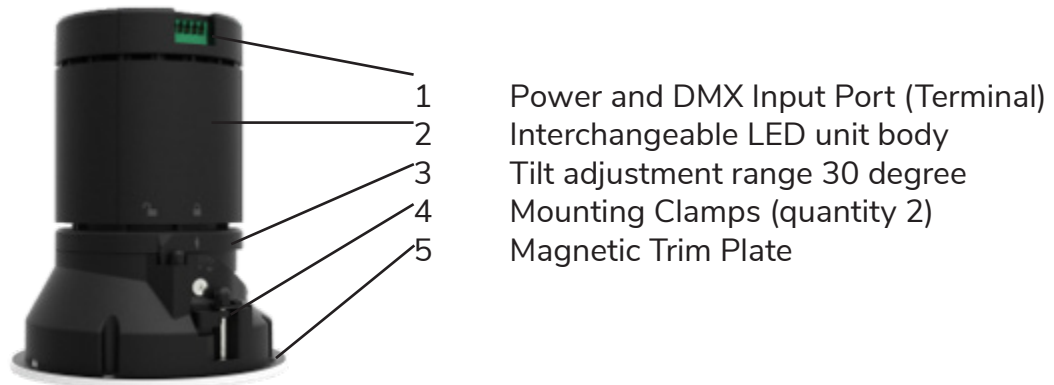 1 Power and DMX Input Port (Terminal)
2 Interchangeable LED unit body
3 Tilt adjustment range 30 degree
4 Mounting Clamps (quantity 2)
5 Magnetic Trim Plate